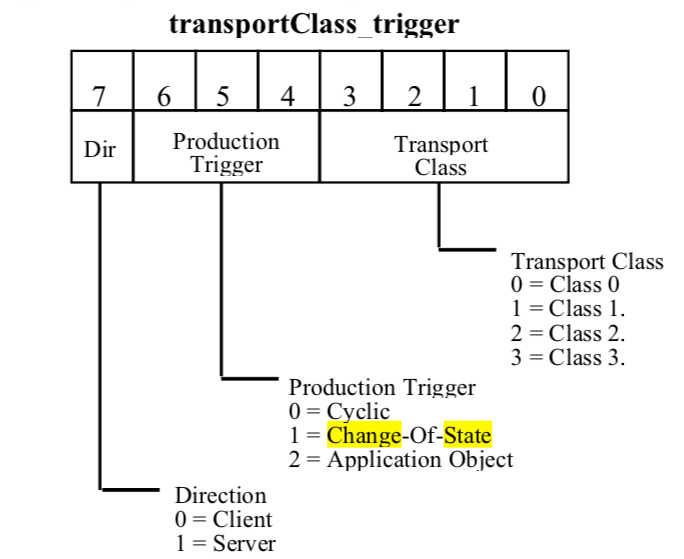 transportClass_trigger
7 6 5 4 3 2 1 0
Dir Production Trigger Transport Class
Transport Class
0 = Class 0
1 = Class 1.
2 = Class 2.
3 = Class 3.
Production Trigger
0 = Cyclic
1 = Change-Of-State
2 = Application Object
Direction
0 = Client
1 = Server